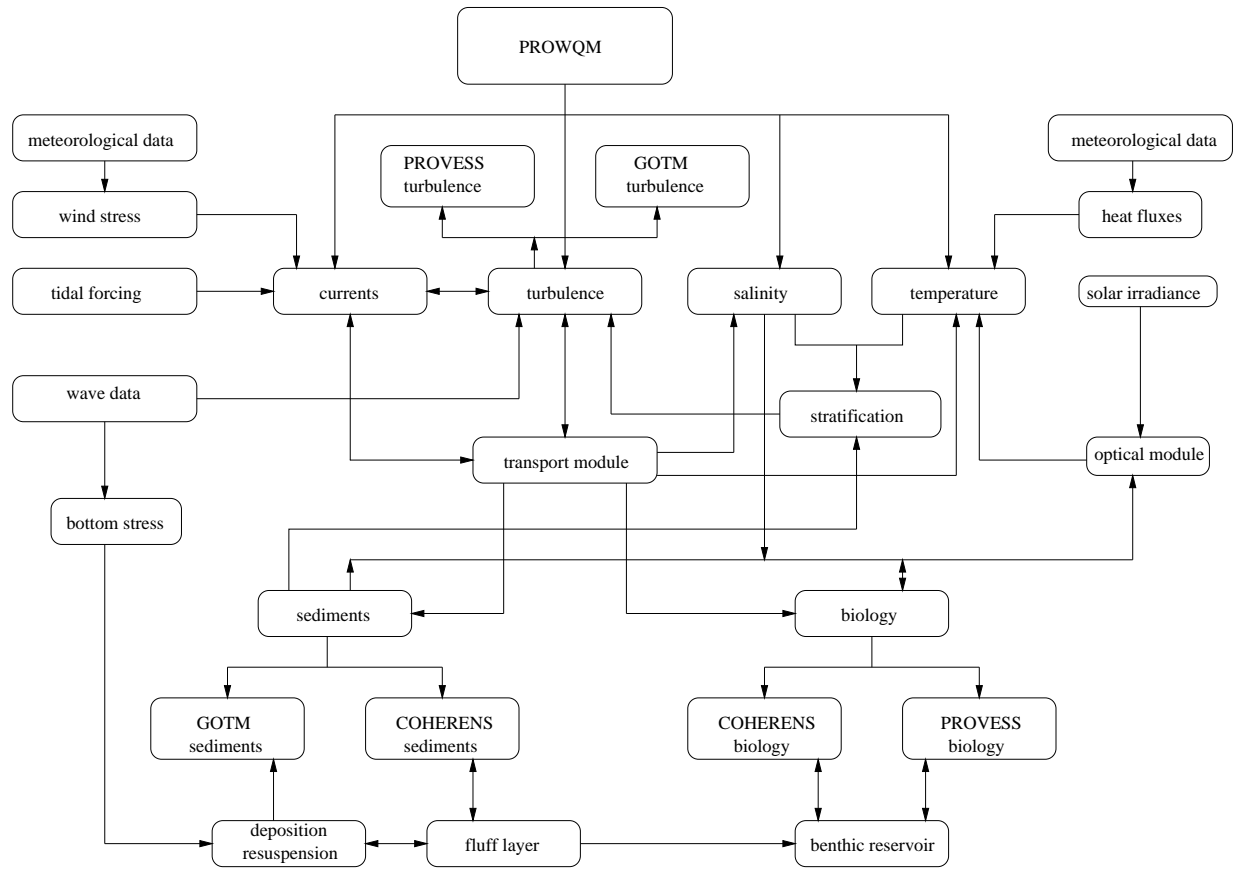 PROWQM
meteorological data
meteorological data
PROVESS
turbulence
GOTM
turbulence
wind stress
heat fluxes
tidal forcing
currents
turbulence
salinity
temperature
solar irradiance
wave data
stratification
transport module
optical module
bottom stress
sediments
biology
GOTM
sediments
COHERENS
sediments
COHERENS
biology
PROVESS
biology
deposition
resuspension
fluff layer
benthic reservoir